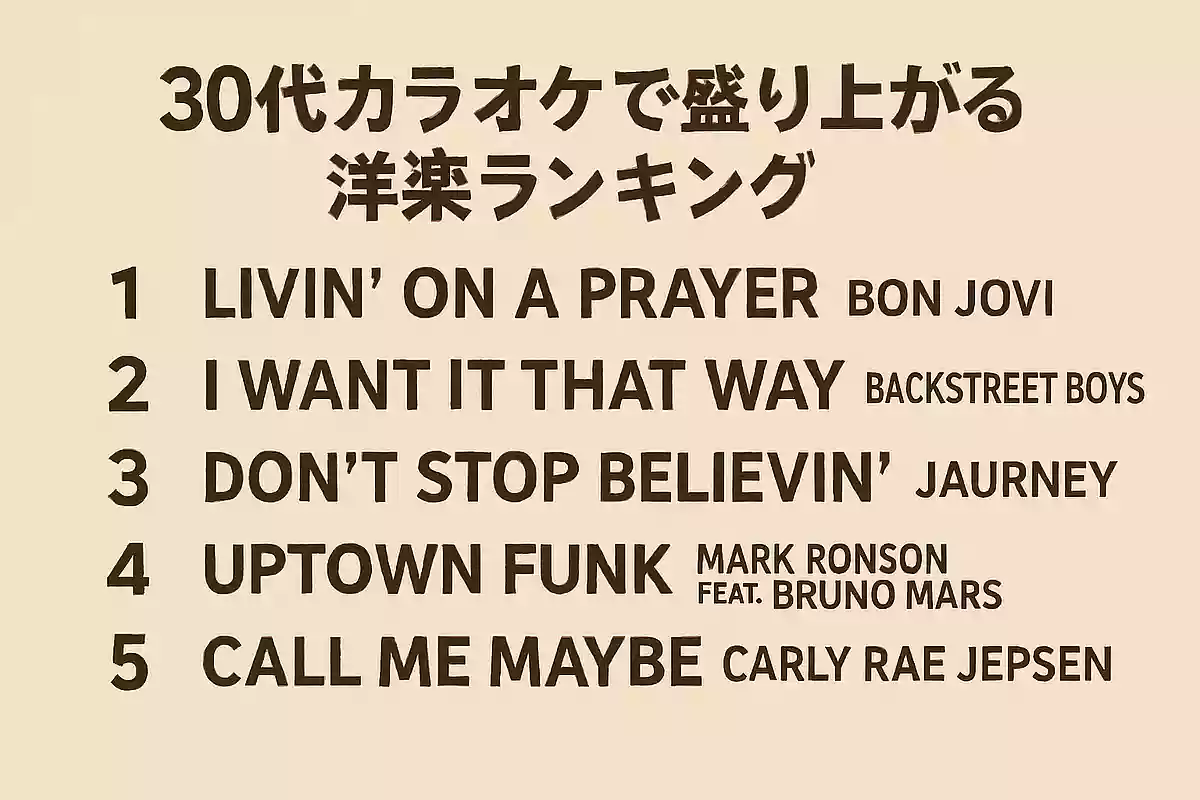 30代カラオケで盛り上がる
洋楽ランキング
1 LIVIN' ON A PRAYER BON JOVI
2 I WANT IT THAT WAY BACKSTREET BOYS
3 DON'T STOP BELIEVIN' JAURNEY
4 UPTOWN FUNK MARK RONSON
FEAT. BRUNO MARS
5 CALL ME MAYBE CARLY RAE JEPSEN